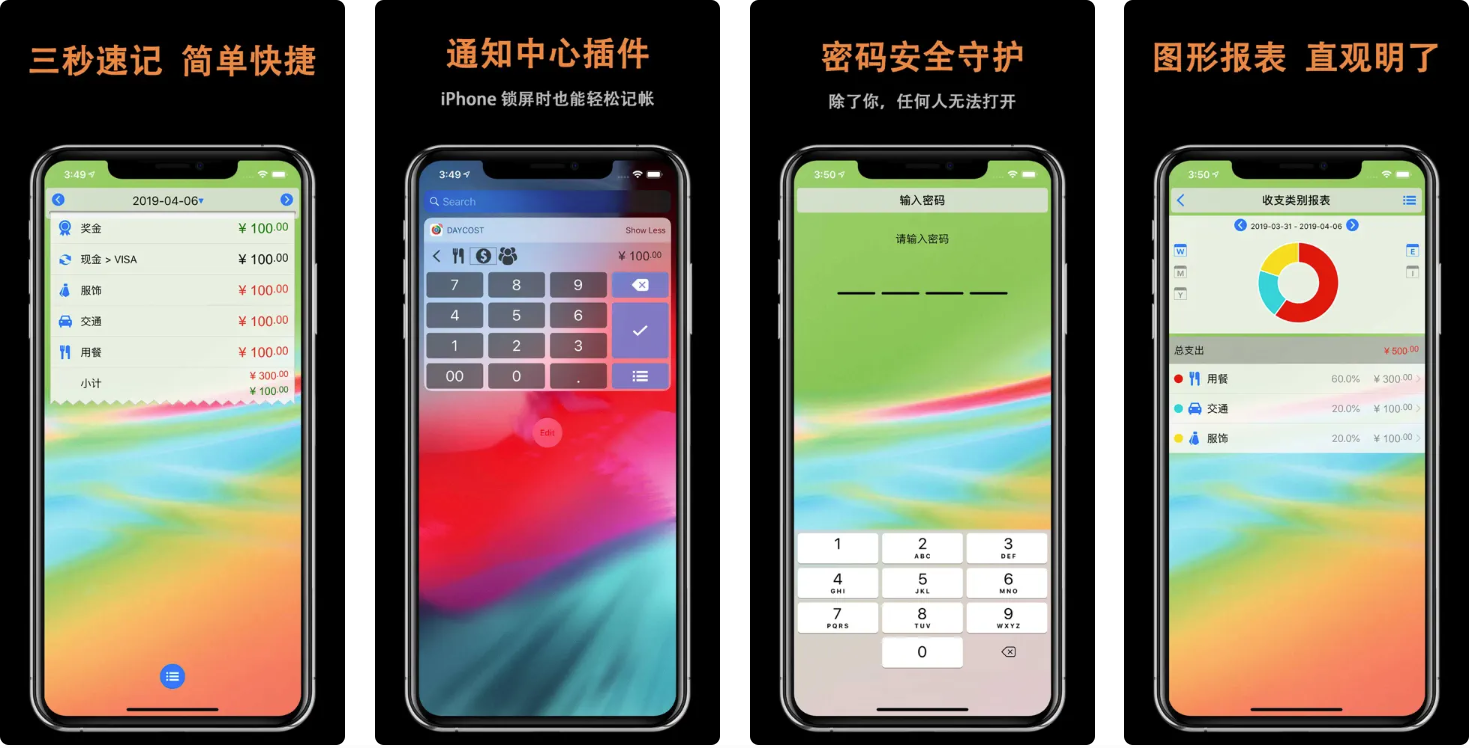 三秒速记 简单快捷
3:49
2019-04-06
奖金 ¥ 100.00
现金 > VISA ¥ 100.00
服饰 ¥ 100.00
交通 ¥ 100.00
用餐 ¥ 100.00
小计 ¥ 300.00
¥ 100.00
通知中心插件
iPhone 锁屏时也能轻松记帐
3:49
Search
DAYCOST Show Less
¥ 100.00
7 8 9
4 5 6
1 2 3
00 0 .
Edit
密码安全守护
除了你，任何人无法打开
3:50
输入密码
请输入密码
1 2 3
ABC DEF
4 5 6
GHI JKL MNO
7 8 9
PQRS TUV WXYZ
0
图形报表 直观明了
3:50
收支类别报表
2019-03-31 - 2019-04-06
W E
M I
Y
总支出 ¥ 500.00
用餐 60.0% ¥ 300.00
交通 20.0% ¥ 100.00
服饰 20.0% ¥ 100.00